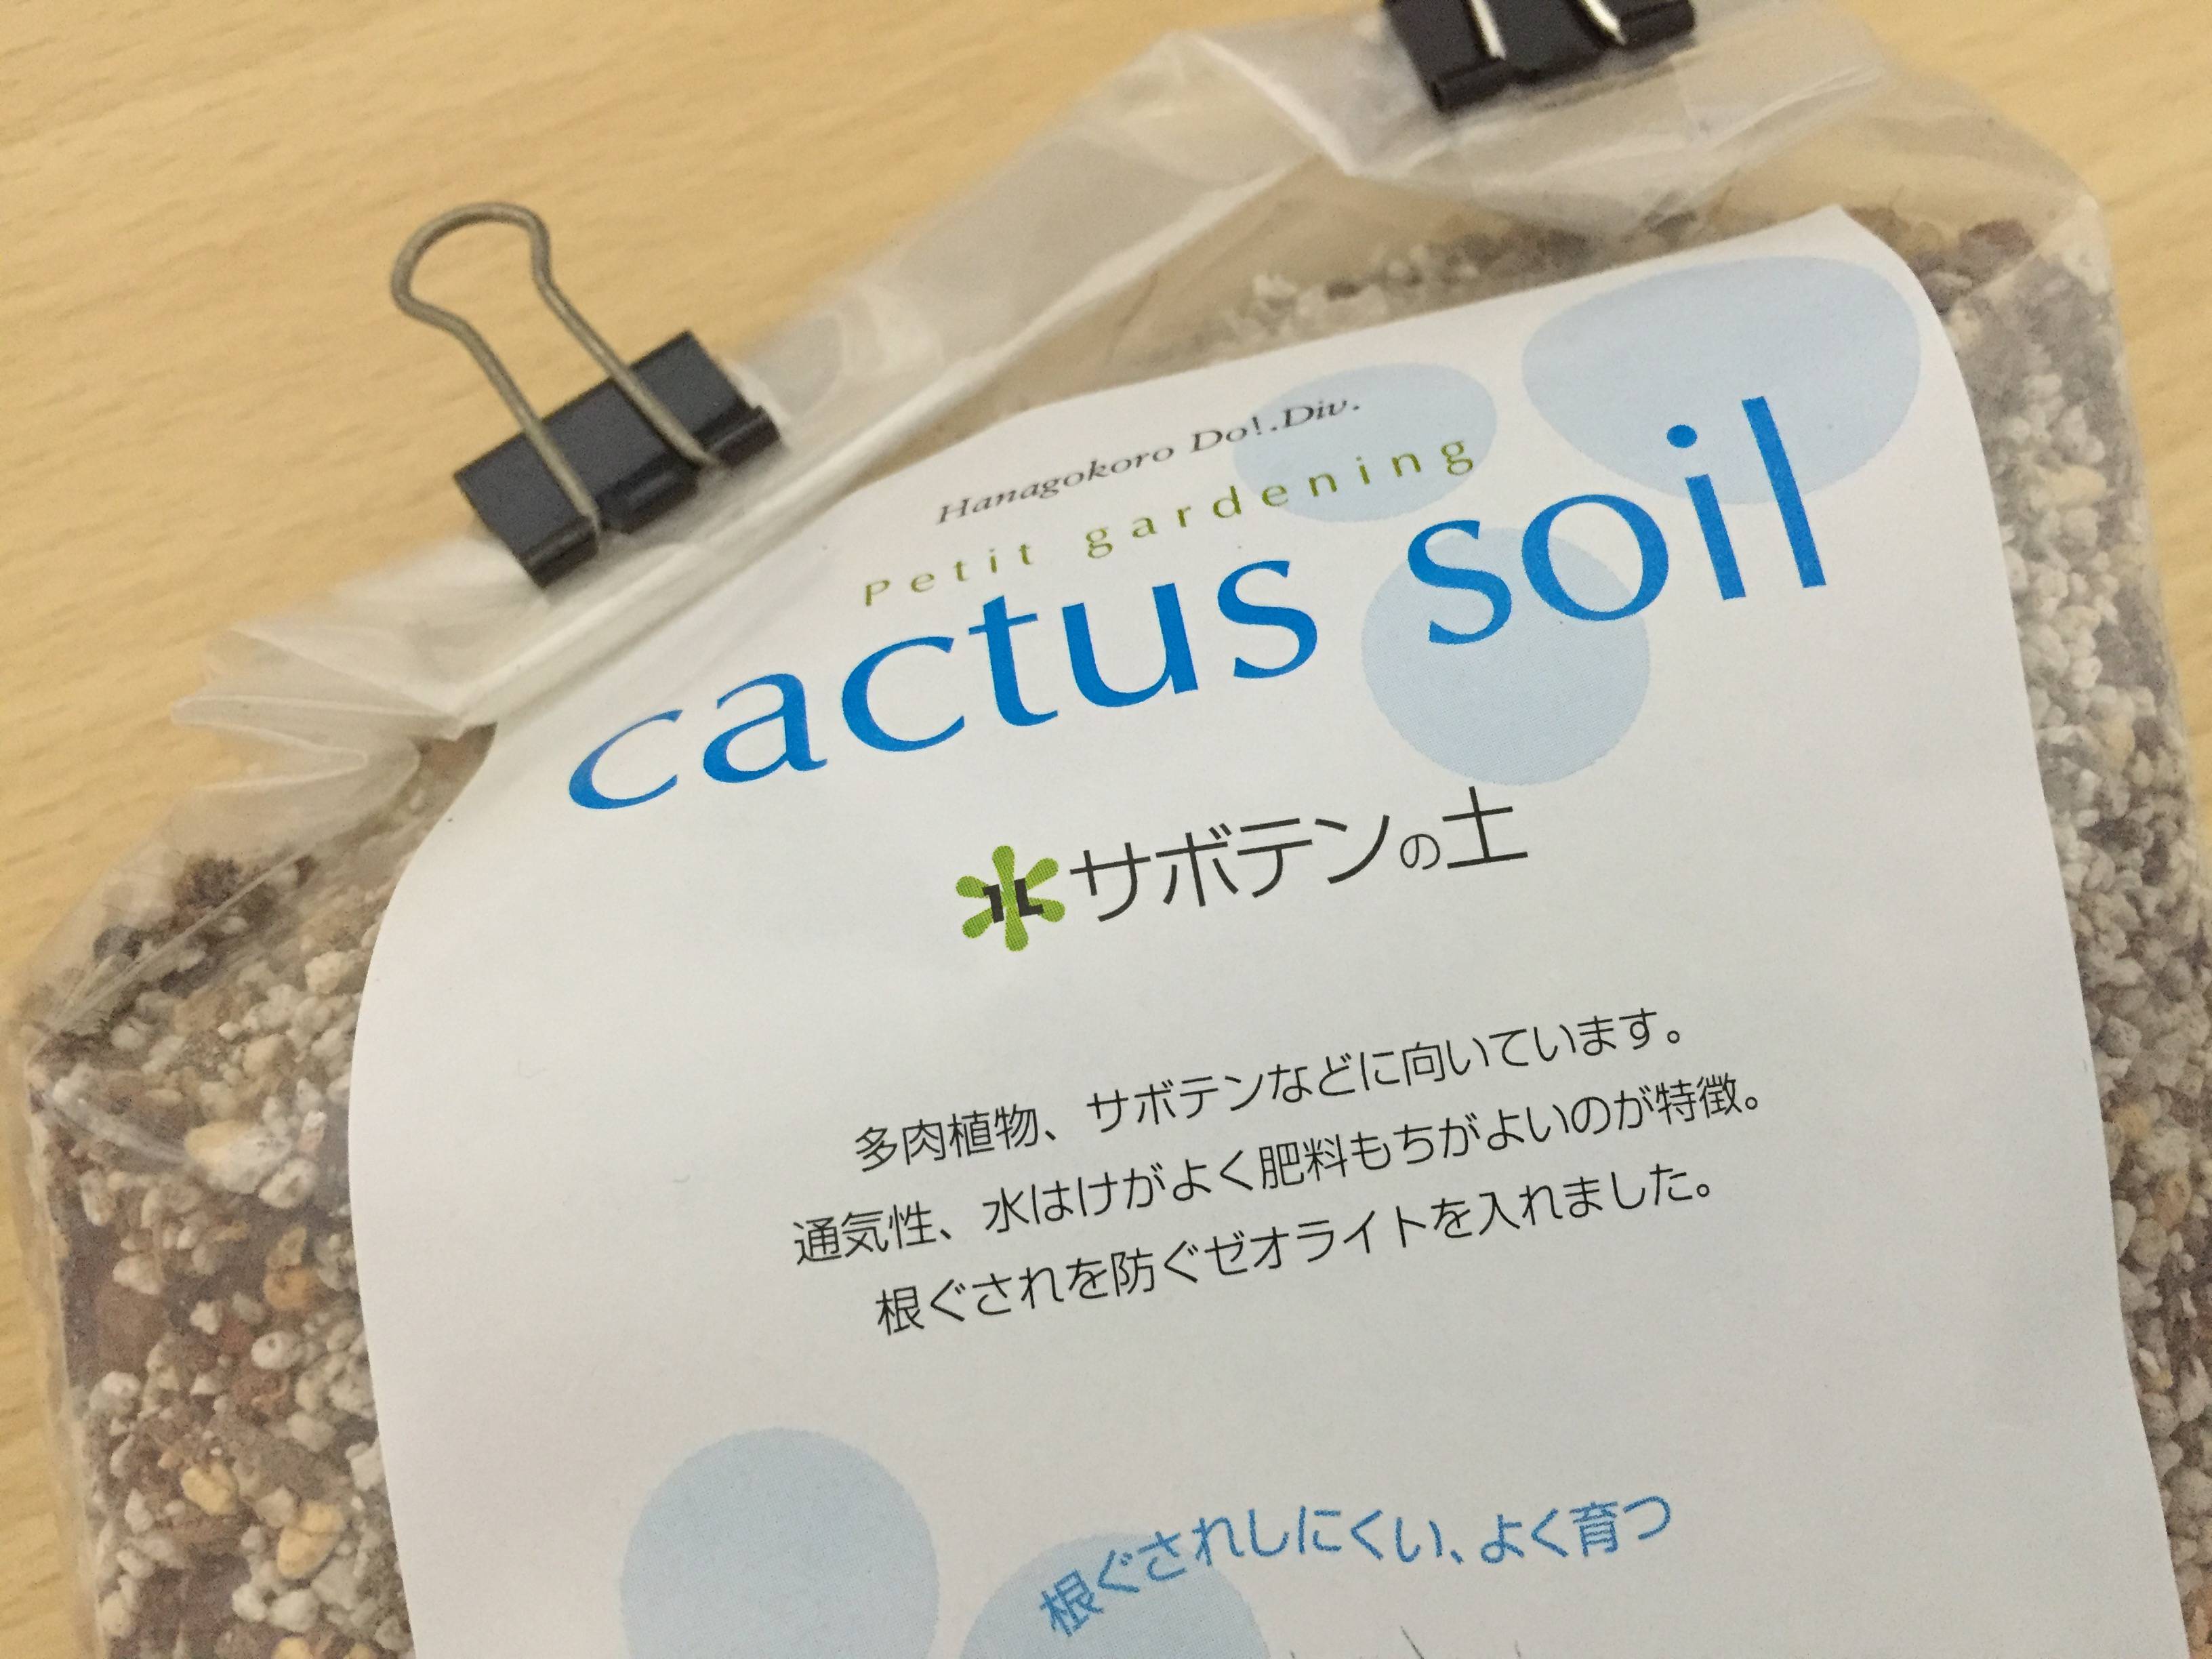 Hanagokoro Do!.Div.
Petit gardening
cactus soil
1L サボテンの土
多肉植物、サボテンなどに向いています。
通気性、水はけがよく肥料もちがよいのが特徴。
根ぐされを防ぐゼオライトを入れました。
根ぐされしにくい、よく育つ